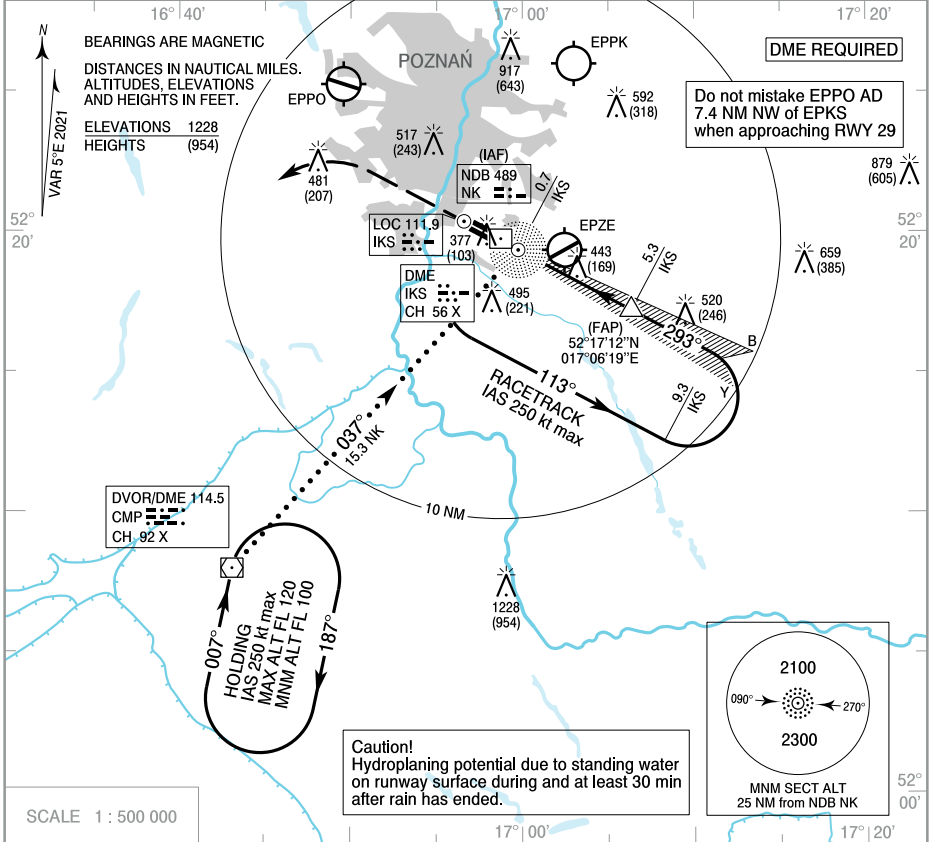 16° 40'
17° 00'
17° 20'
N
VAR 5°E 2021
BEARINGS ARE MAGNETIC
DISTANCES IN NAUTICAL MILES.
ALTITUDES, ELEVATIONS
AND HEIGHTS IN FEET.
ELEVATIONS 1228
HEIGHTS (954)
POZNAŃ
EPPO
EPPK
917
(643)
592
(318)
DME REQUIRED
Do not mistake EPPO AD
7.4 NM NW of EPKS
when approaching RWY 29
879
(605)
517
(243)
481
(207)
(IAF)
NDB 489
NK
0.7
IKS
52°
20'
52°
20'
LOC 111.9
IKS
377
(103)
EPZE
443
(169)
5.3
IKS
659
(385)
DME
IKS
CH 56 X
495
(221)
520
(246)
(FAP)
52°17'12"N
017°06'19"E
293°
B
Y
113°
RACETRACK
IAS 250 kt max
9.3
IKS
037°
15.3 NK
10 NM
DVOR/DME 114.5
CMP
CH 92 X
007°
HOLDING
IAS 250 kt max
MAX ALT FL 120
MNM ALT FL 100
187°
1228
(954)
2100
090°
270°
2300
MNM SECT ALT
25 NM from NDB NK
Caution!
Hydroplaning potential due to standing water
on runway surface during and at least 30 min
after rain has ended.
52°
00'
SCALE 1 : 500 000
17° 00'
17° 20'